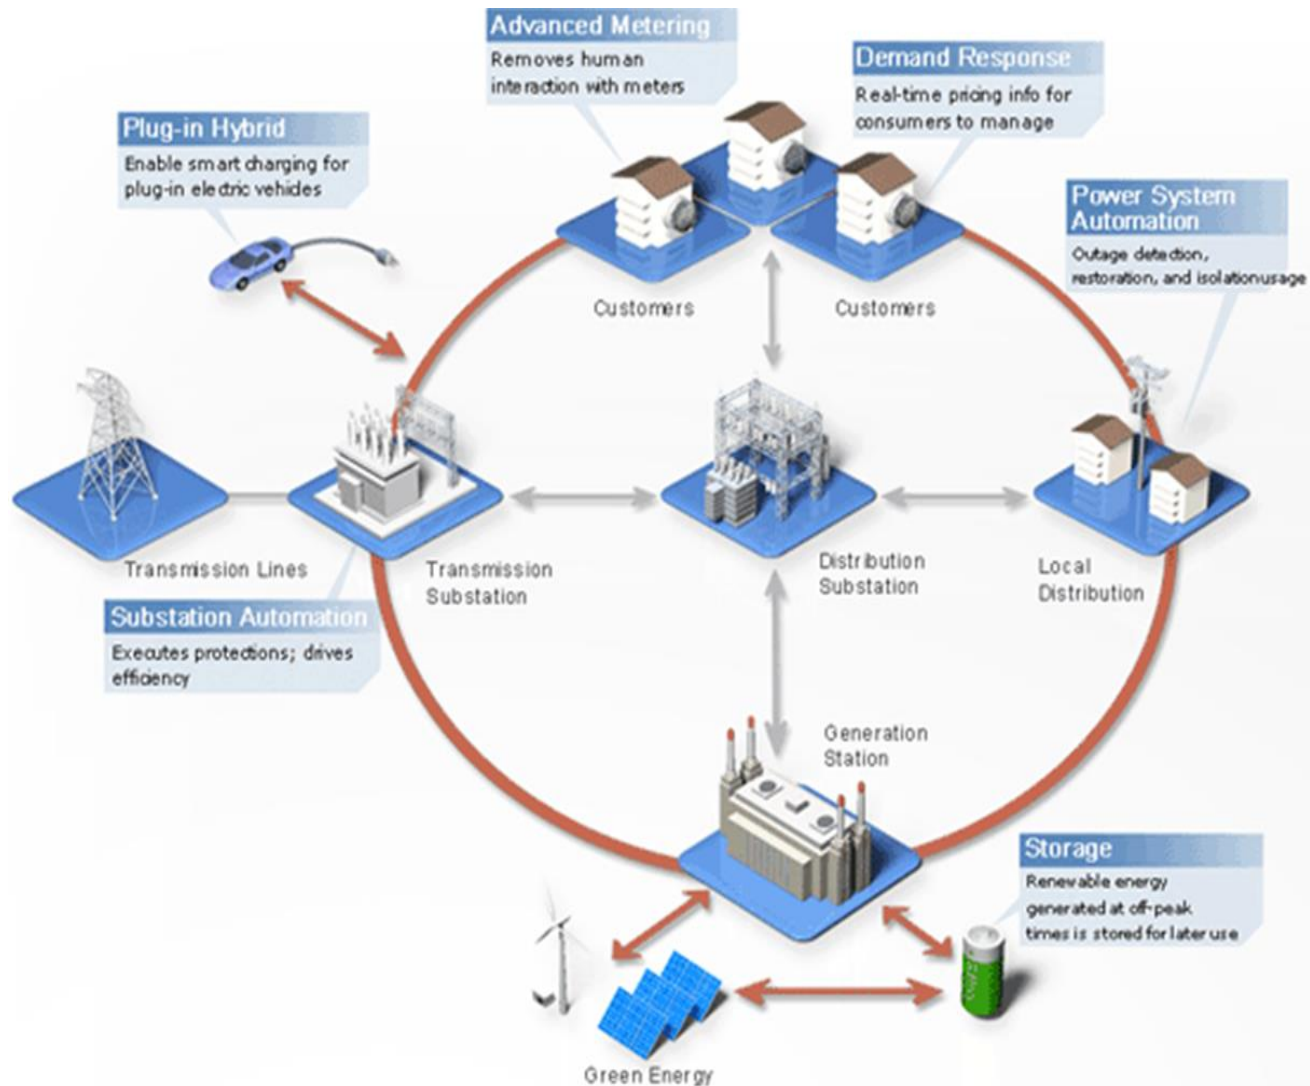 Advanced Metering
Removes human
interaction with meters
Demand Response
Real-time pricing info for
consumers to manage
Plug-in Hybrid
Enable smart charging for
plug-in electric vehicles
Power System
Automation
Outage detection,
restoration, and isolationusage
Customers
Customers
Transmission Lines
Transmission
Substation
Distribution
Substation
Local
Distribution
Substation Automation
Executes protections; drives
efficiency
Generation
Station
Storage
Renewable energy
generated at off-peak
times is stored for later use
Green Energy